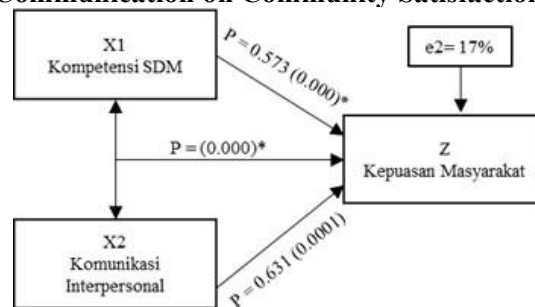 Communication on Community Satisfaction
X1
Kompetensi SDM
P = 0.573 (0.000)*
e2= 17%
P = (0.000)*
Z
Kepuasan Masyarakat
X2
Komunikasi
Interpersonal
P = 0.631 (0.0001)